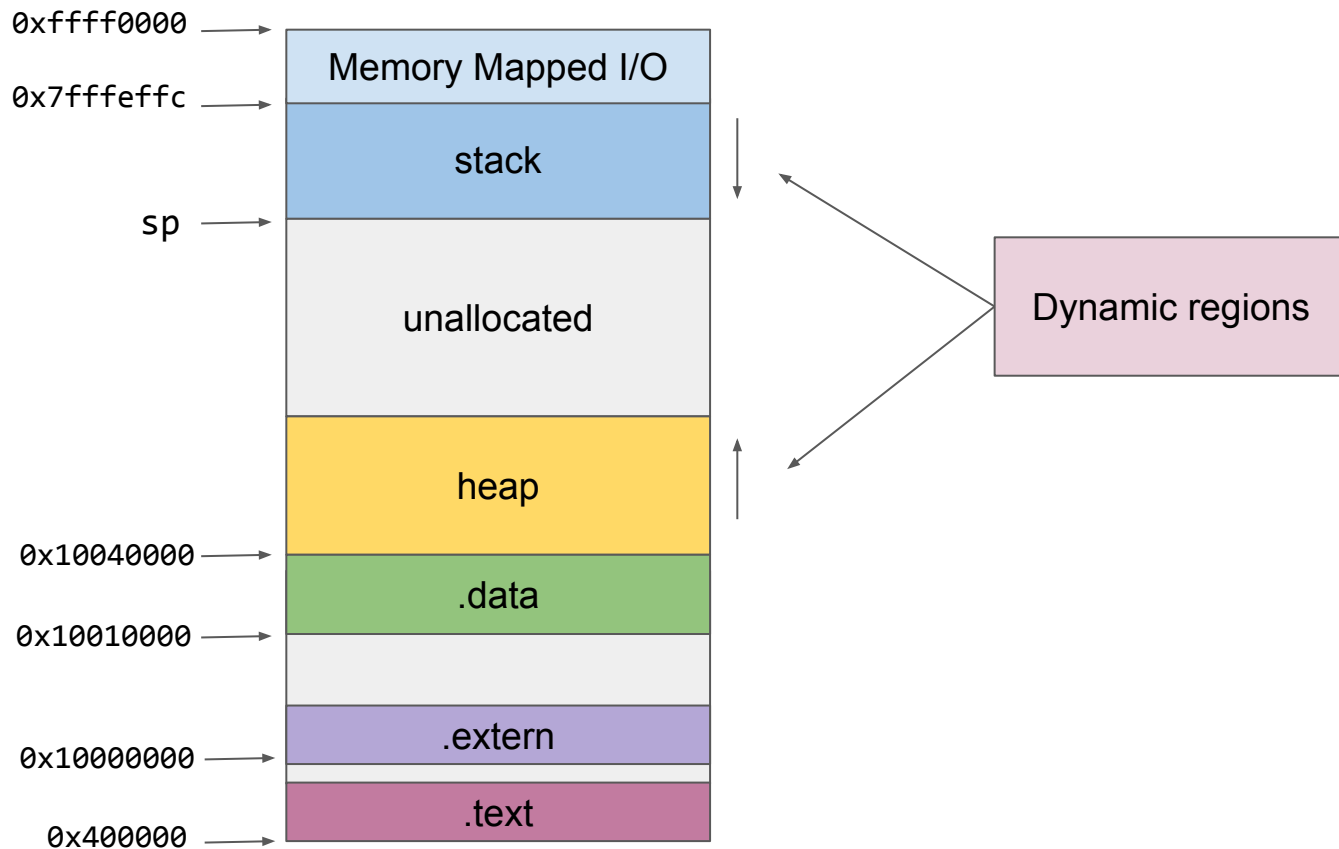 0xffff0000
Memory Mapped I/O
0x7fffeffc
stack
sp
unallocated
Dynamic regions
heap
0x10040000
.data
0x10010000
.extern
0x10000000
.text
0x400000